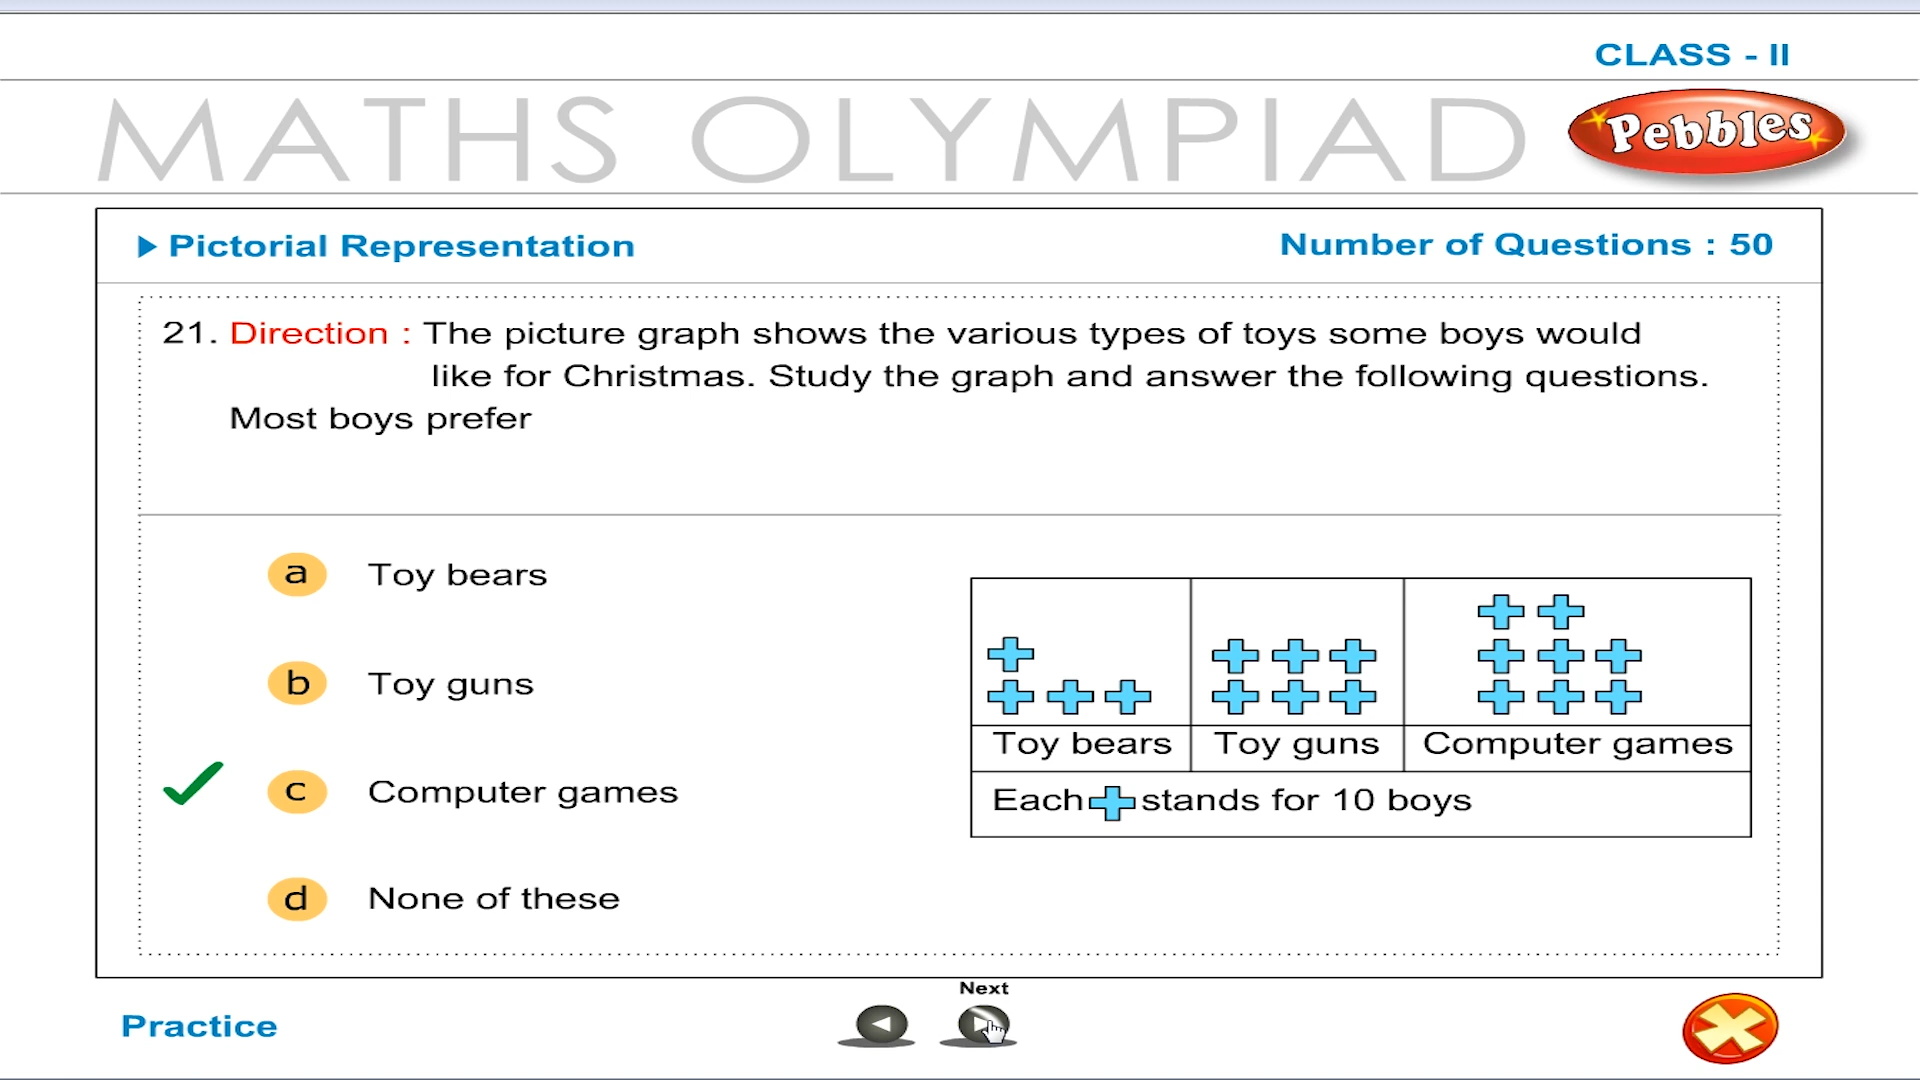 CLASS - II
MATHS OLYMPIAD
Pebbles
Pictorial Representation
Number of Questions : 50
21. Direction : The picture graph shows the various types of toys some boys would
like for Christmas. Study the graph and answer the following questions.
Most boys prefer
a Toy bears
b Toy guns
c Computer games
d None of these
Toy bears
Toy guns
Computer games
Each stands for 10 boys
Next
Practice